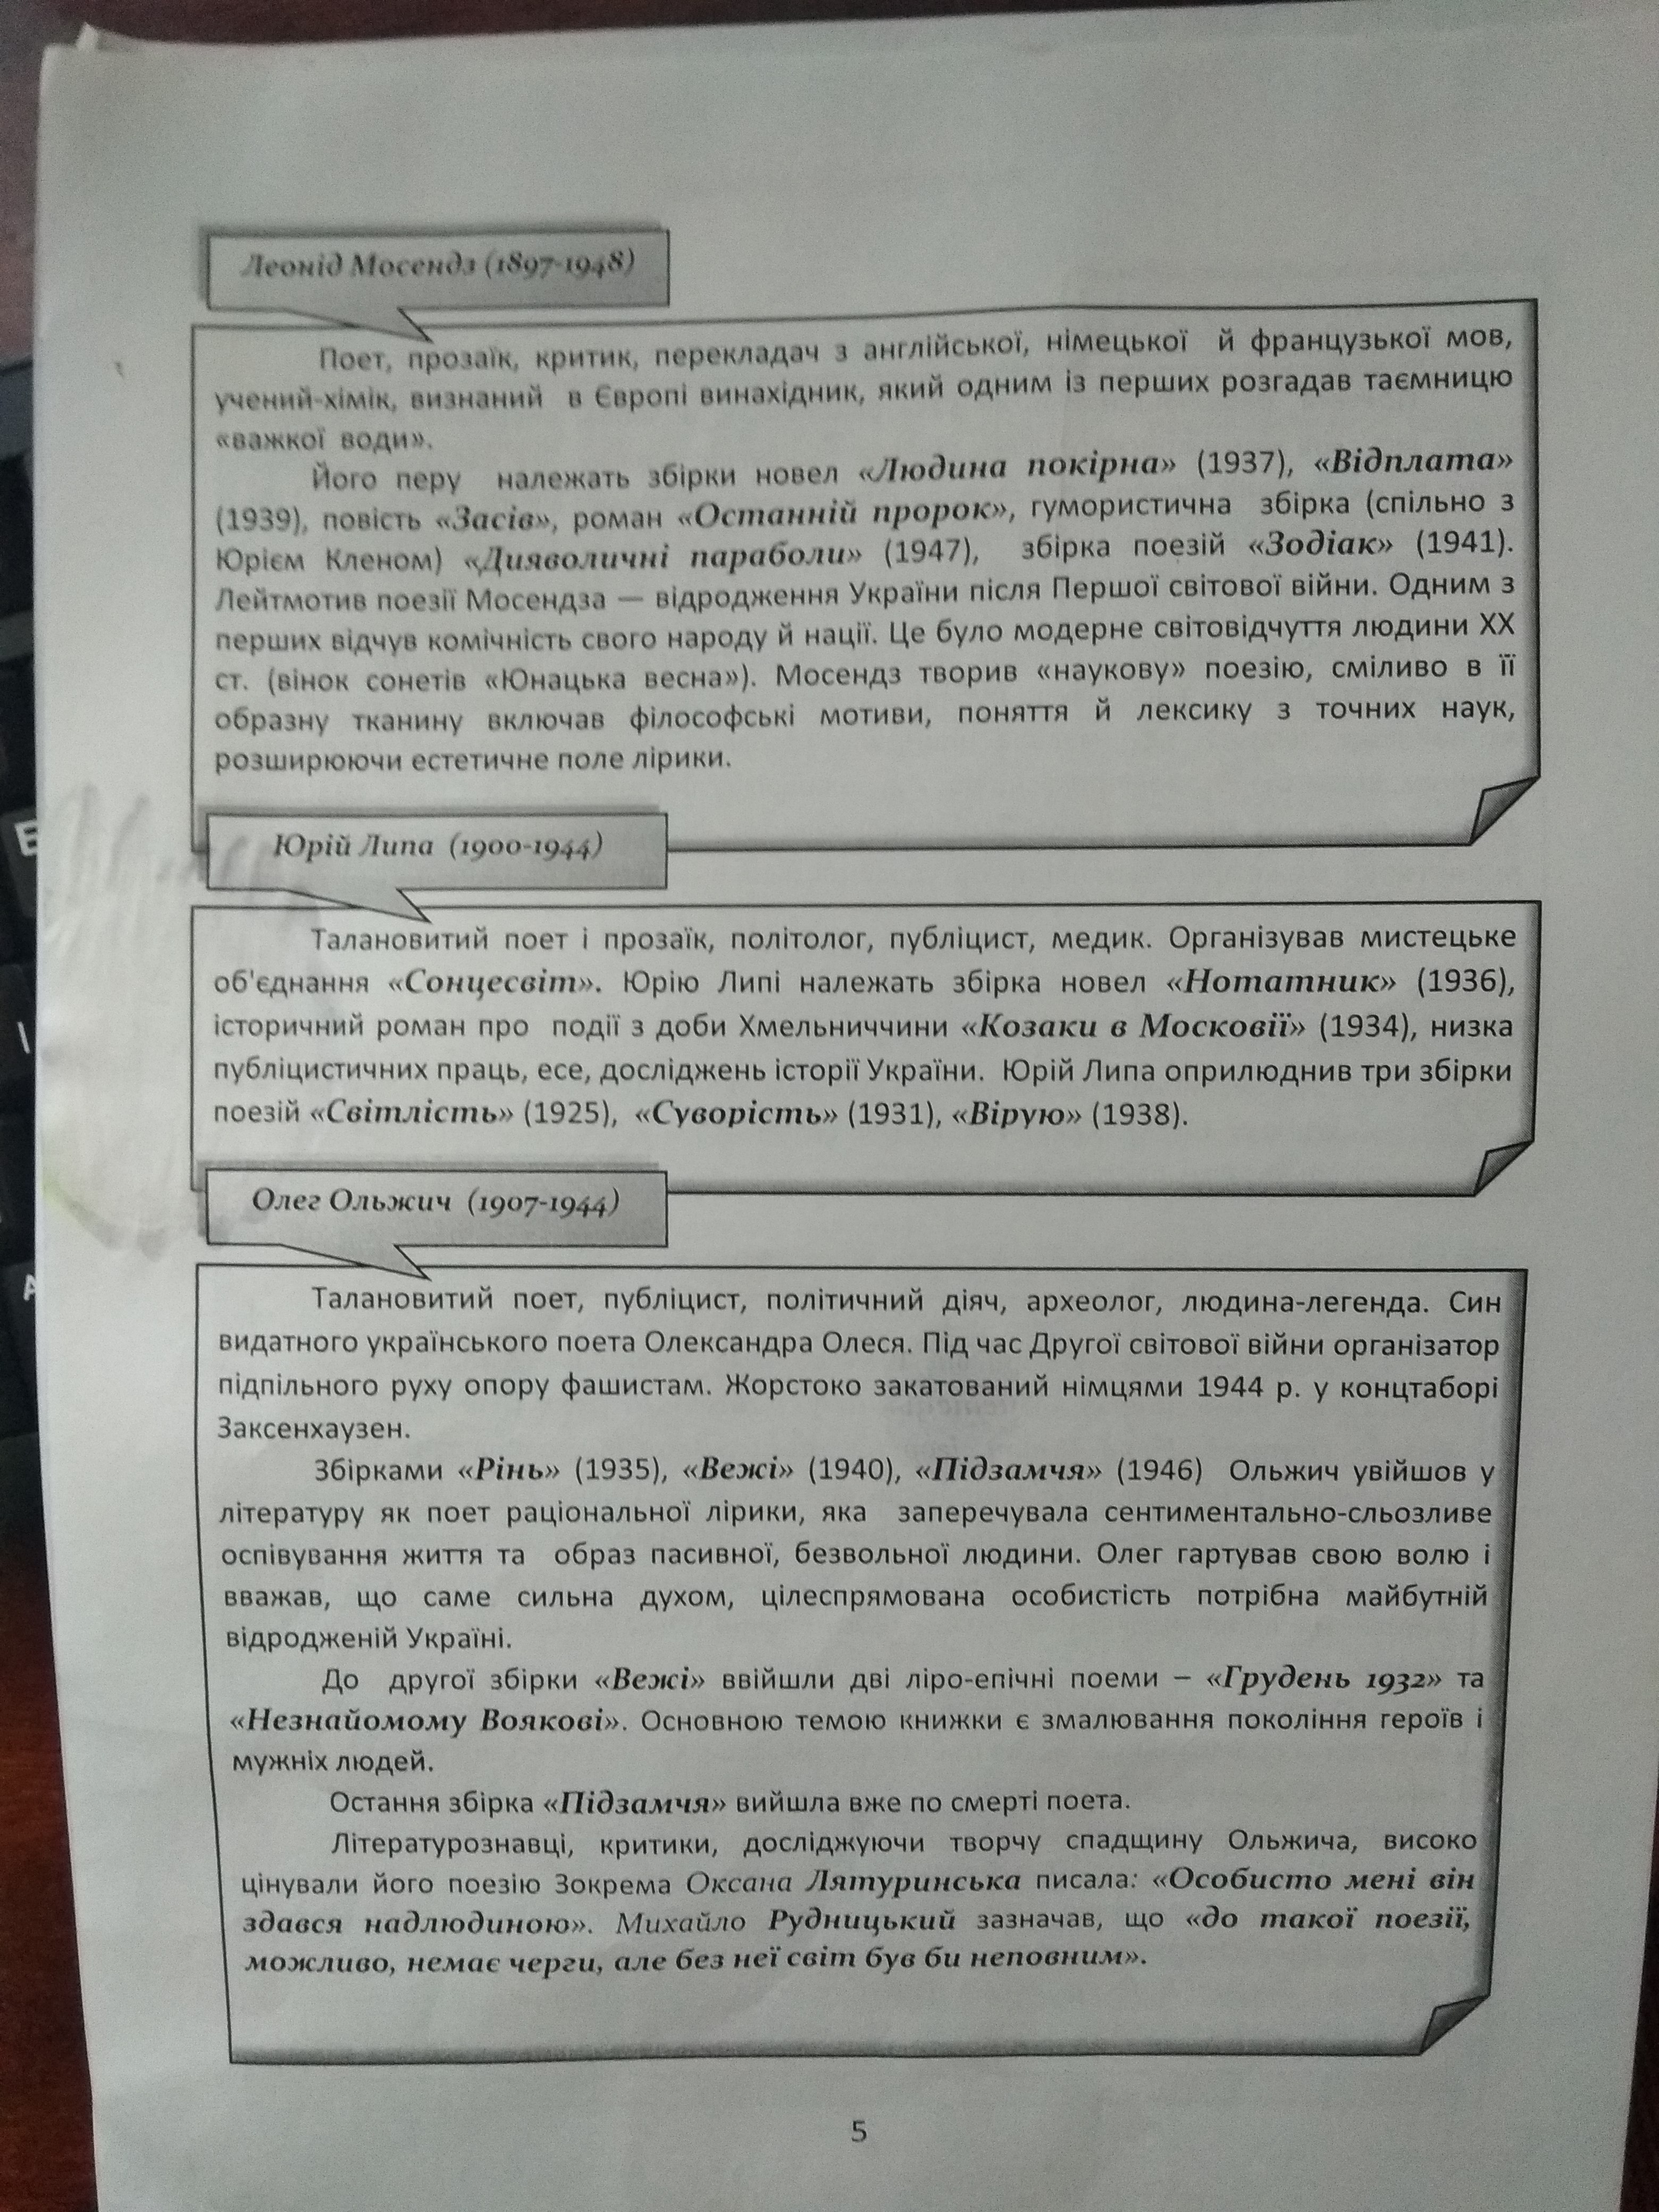 Леонід Мосендз (1897-1948)
Поет, прозаїк, критик, перекладач з англійської, німецької й французької мов,
учений-хімік, визнаний в Європі винахідник, який одним із перших розгадав таємницю
«важкої води».
Його перу належать збірки новел «Людина покірна» (1937), «Відплата»
(1939), повість «Засів», роман «Останній пророк», гумористична збірка (спільно з
Юрієм Кленом) «Дияволичні параболи» (1947), збірка поезій «Зодіак» (1941).
Лейтмотив поезії Мосендза — відродження України після Першої світової війни. Одним з
перших відчув комічність свого народу й нації. Це було модерне світовідчуття людини ХХ
ст. (вінок сонетів «Юнацька весна»). Мосендз творив «наукову» поезію, сміливо в її
образну тканину включав філософські мотиви, поняття й лексику з точних наук,
розширюючи естетичне поле лірики.
Юрій Липа (1900-1944)
Талановитий поет і прозаїк, політолог, публіцист, медик. Організував мистецьке
об'єднання «Сонцесвіт». Юрію Липі належать збірка новел «Нотатник» (1936),
історичний роман про події з доби Хмельниччини «Козаки в Московії» (1934), низка
публіцистичних праць, есе, досліджень історії України. Юрій Липа оприлюднив три збірки
поезій «Світлість» (1925), «Суворість» (1931), «Вірую» (1938).
Олег Ольжич (1907-1944)
Талановитий поет, публіцист, політичний діяч, археолог, людина-легенда. Син
видатного українського поета Олександра Олеся. Під час Другої світової війни організатор
підпільного руху опору фашистам. Жорстоко закатований німцями 1944 р. у концтаборі
Заксенхаузен.
Збірками «Рінь» (1935), «Вежі» (1940), «Підзамчя» (1946) Ольжич увійшов у
літературу як поет раціональної лірики, яка заперечувала сентиментально-сльозливе
оспівування життя та образ пасивної, безвольної людини. Олег гартував свою волю і
вважав, що саме сильна духом, цілеспрямована особистість потрібна майбутній
відродженій Україні.
До другої збірки «Вежі» ввійшли дві ліро-епічні поеми – «Грудень 1932» та
«Незнайомому Воякові». Основною темою книжки є змалювання покоління героїв і
мужніх людей.
Остання збірка «Підзамчя» вийшла вже по смерті поета.
Літературознавці, критики, досліджуючи творчу спадщину Ольжича, високо
цінували його поезію Зокрема Оксана Лятуринська писала: «Особисто мені він
здався надлюдиною». Михайло Рудницький зазначав, що «до такої поезії,
можливо, немає черги, але без неї світ був би неповним».
5